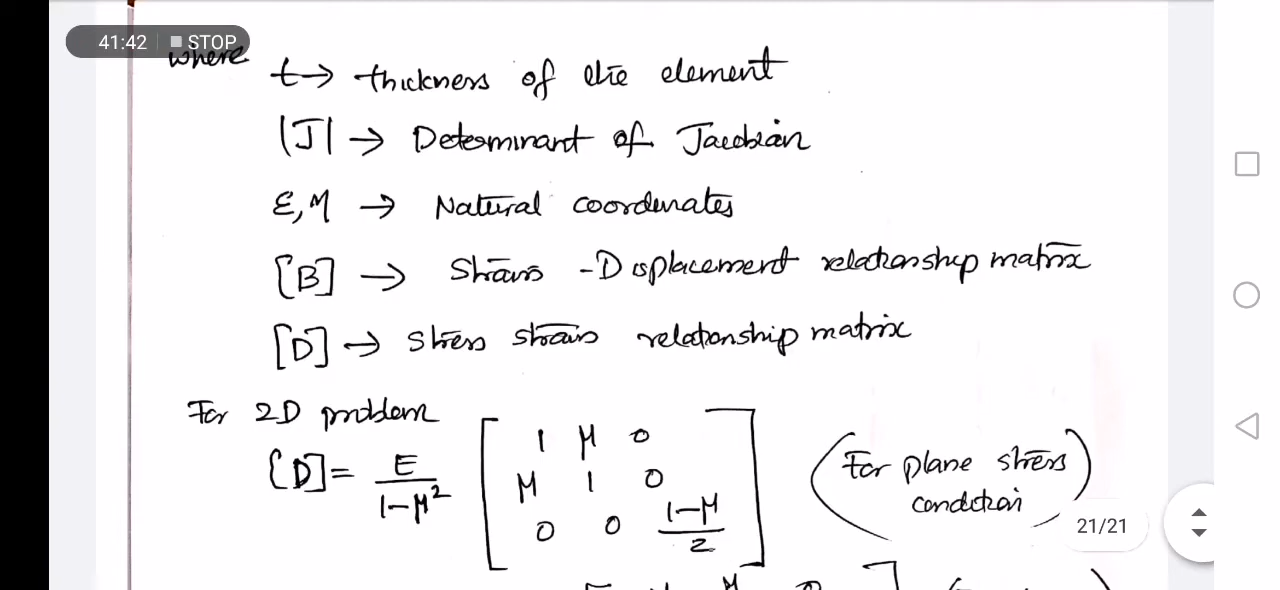 41:42 STOP
where
t → thickness of the element
|J| → Determinant of Jacobian
ε, η → Natural coordinates
[B] → Strain - Displacement relationship matrix
[D] → Stress strain relationship matrix
For 2D problem
[D] = E / 1-μ² [ 1 μ 0
μ 1 0
0 0 1-μ / 2 ] (For plane stress condition)
21/21
μ 0 ]